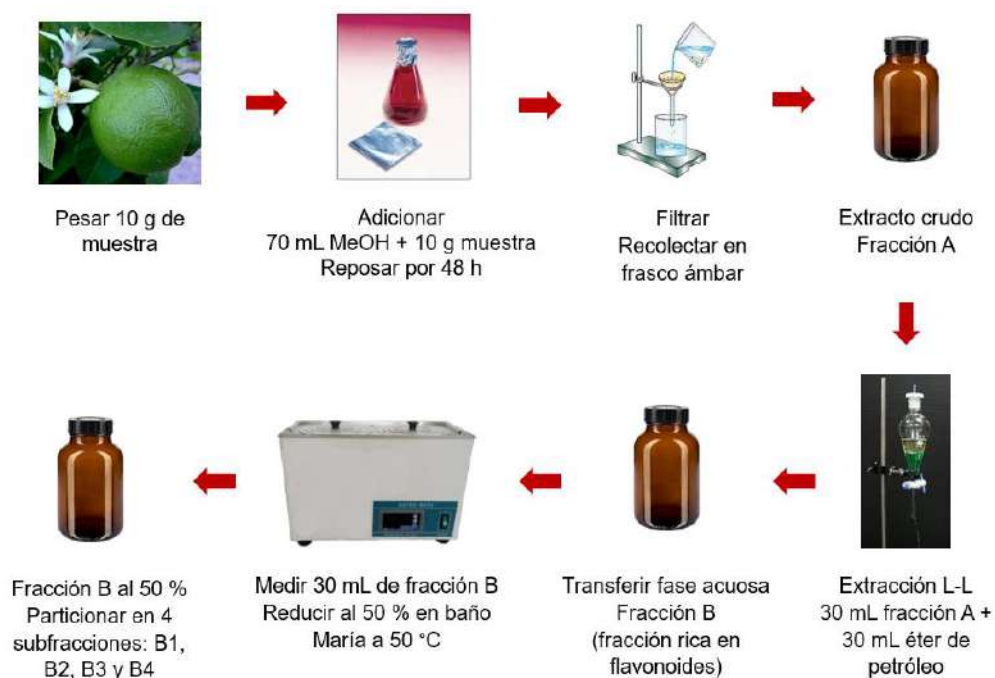 Pesar 10 g de
muestra
Adicionar
70 mL MeOH + 10 g muestra
Reposar por 48 h
Filtrar
Recolectar en
frasco ámbar
Extracto crudo
Fracción A
Extracción L-L
30 mL fracción A +
30 mL éter de
petróleo
Transferir fase acuosa
Fracción B
(fracción rica en
flavonoides)
Medir 30 mL de fracción B
Reducir al 50 % en baño
María a 50 °C
Fracción B al 50 %
Particionar en 4
subfracciones: B1,
B2, B3 y B4